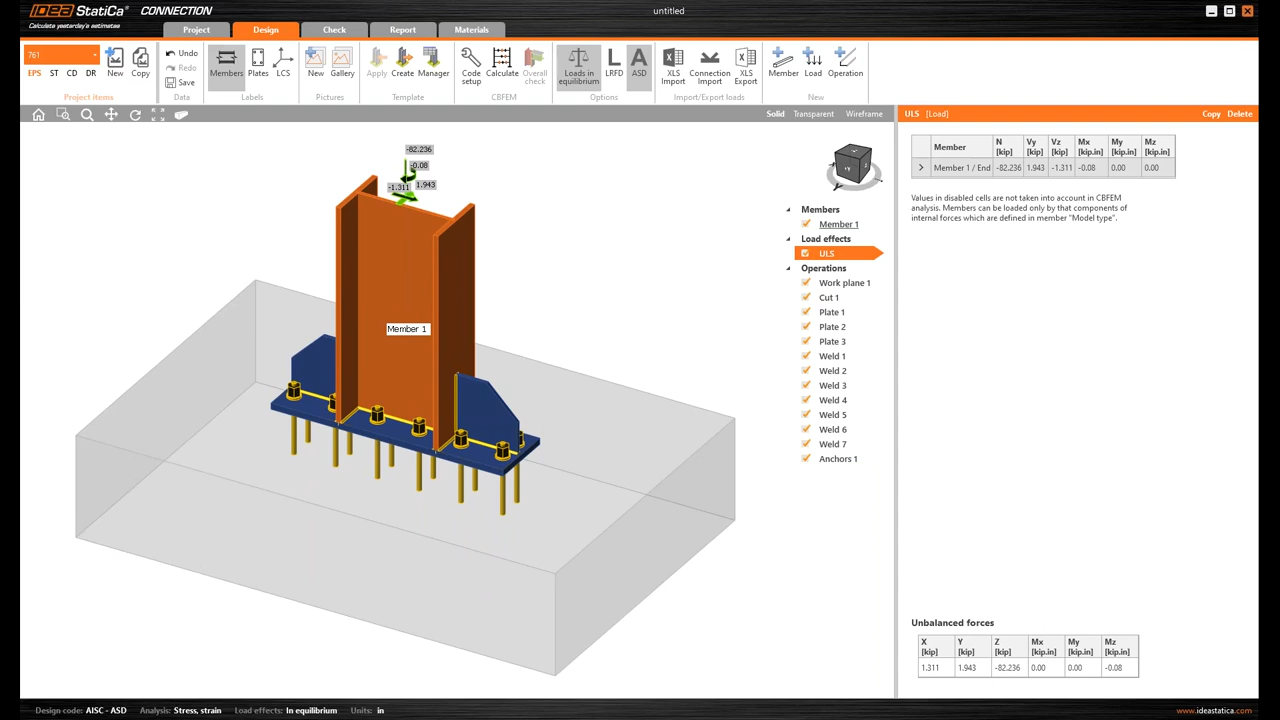 IDEA StatiCa® CONNECTION
Calculate yesterday's estimates
untitled
Project Design Check Report Materials
761
EPS ST CD DR New Copy
Undo
Redo
Save
Members Plates LCS
New Gallery
Apply Create Manager
Code setup Calculate Overall check
Loads in equilibrium LRFD ASD
XLS Import Connection Import XLS Export
Member Load Operation
Project Items Data Labels Pictures Template CBFEM Options Import/Export loads New
Solid Transparent Wireframe
ULS [Load] Copy Delete
-82.236
-0.08
-1.311 1.943
Member 1
Members
Member 1
Load effects
ULS
Operations
Work plane 1
Cut 1
Plate 1
Plate 2
Plate 3
Weld 1
Weld 2
Weld 3
Weld 4
Weld 5
Weld 6
Weld 7
Anchors 1
Member N [kip] Vy [kip] Vz [kip] Mx [kip.in] My [kip.in] Mz [kip.in]
Member 1 / End -82.236 1.943 -1.311 -0.08 0.00 0.00
Values in disabled cells are not taken into account in CBFEM
analysis. Members can be loaded only by that components of
internal forces which are defined in member "Model type".
Unbalanced forces
X [kip] Y [kip] Z [kip] Mx [kip.in] My [kip.in] Mz [kip.in]
1.311 1.943 -82.236 0.00 0.00 -0.08
Design code: AISC - ASD Analysis: Stress, strain Load effects: In equilibrium Units: in
www.ideastatica.com